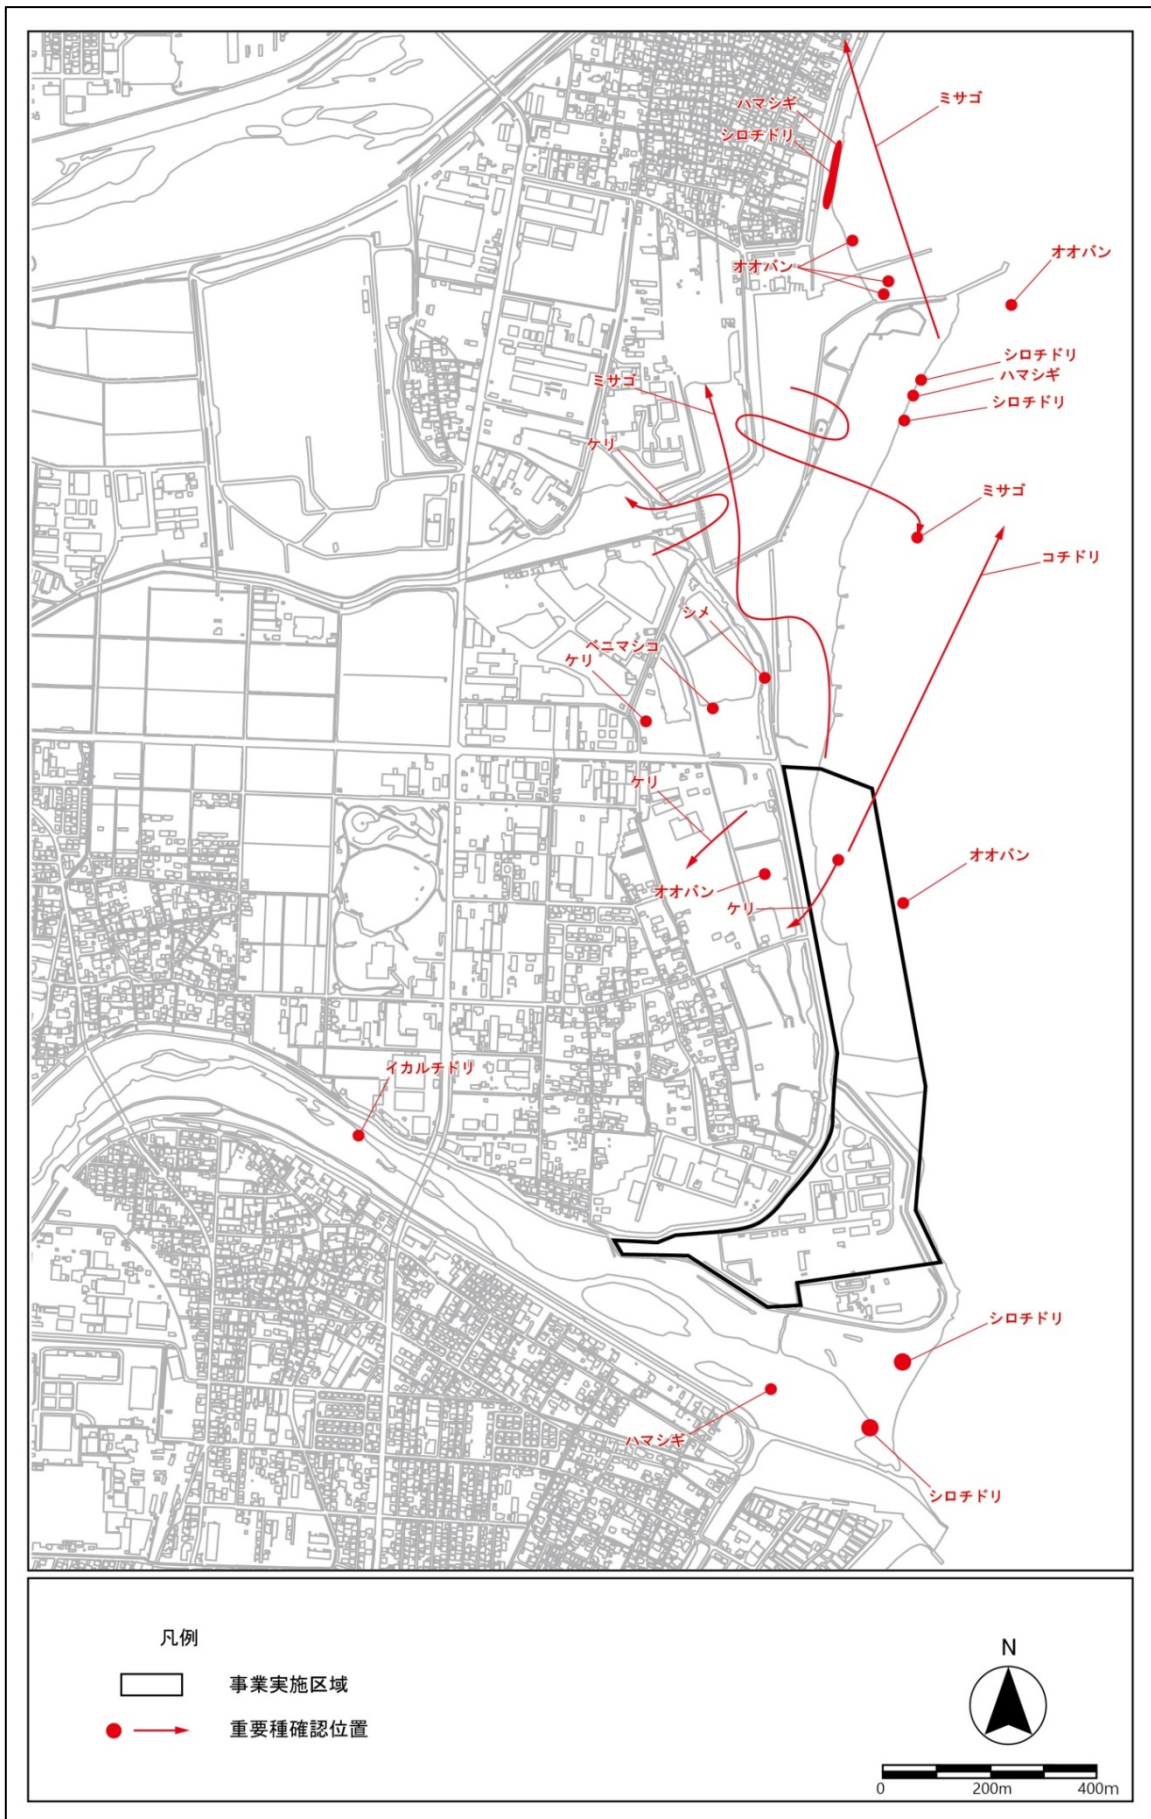 ミサゴ
ハマシギ
シロチドリ
オオバン
オオバン
シロチドリ
ハマシギ
シロチドリ
ミサゴ
ケリ
ミサゴ
コチドリ
シメ
ベニマシコ
ケリ
ケリ
オオバン
オオバン
ケリ
イカルチドリ
シロチドリ
ハマシギ
シロチドリ
凡例
事業実施区域
重要種確認位置
N
0 200m 400m